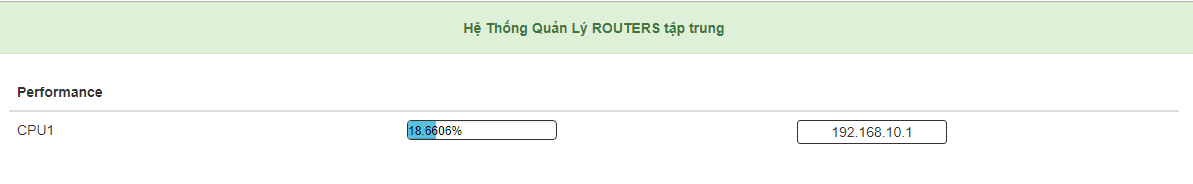 Hệ Thống Quản Lý ROUTERS tập trung
Performance
CPU1 18.6606% 192.168.10.1